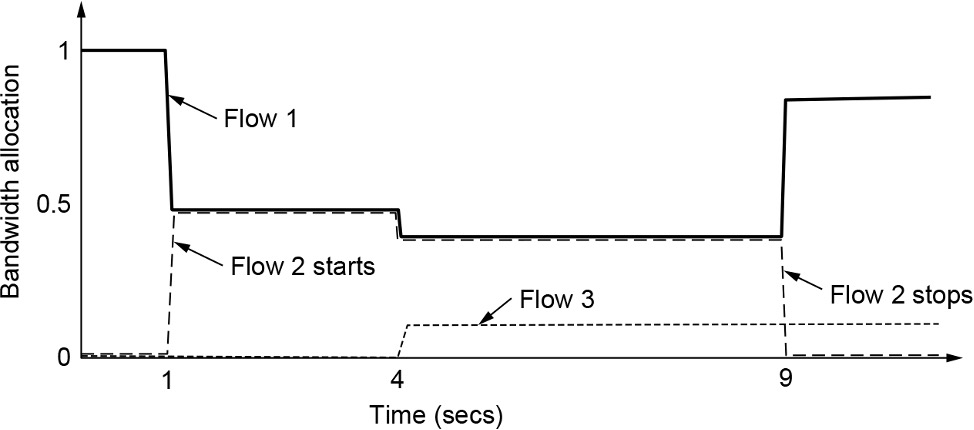 Bandwidth allocation
1
Flow 1
0.5
Flow 2 starts
Flow 3
Flow 2 stops
0
1
4
9
Time (secs)